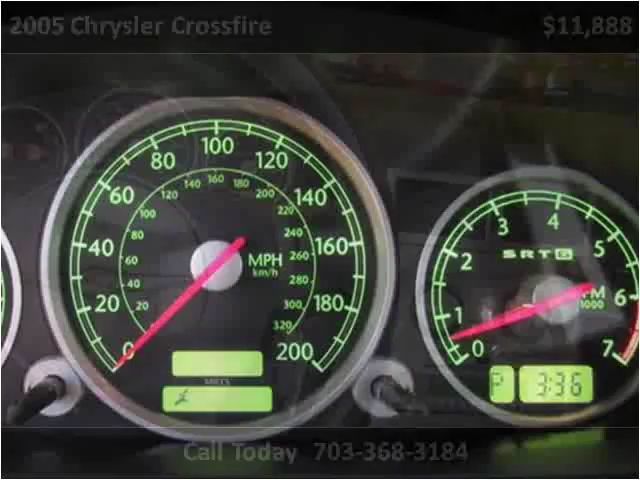 2005 Chrysler Crossfire $11,888
0 20 40 60 80 100 120 140 160 180 200
20 40 60 80 100 120 140 160 180 200 220 240 260 280 300 320
MPH
km/h
MILES
0 1 2 3 4 5 6 7
SRT6
1000
P 3:36
Call Today 703-368-3184